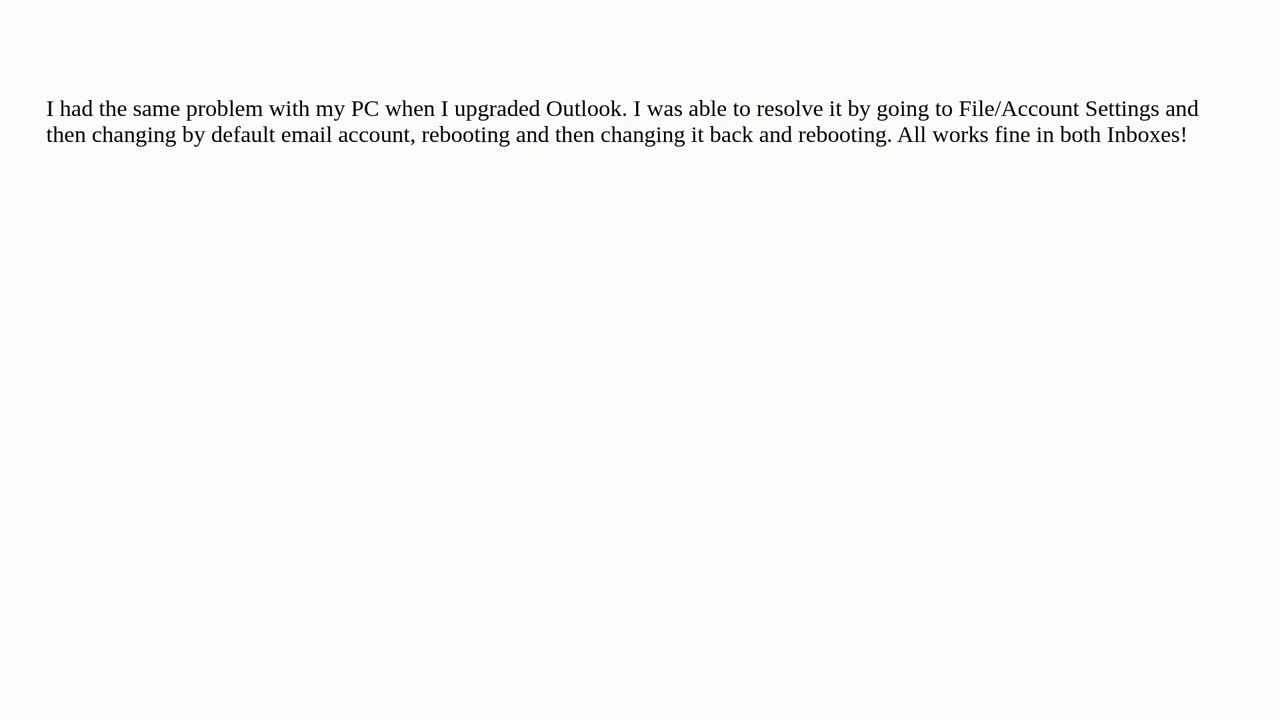 I had the same problem with my PC when I upgraded Outlook. I was able to resolve it by going to File/Account Settings and
then changing by default email account, rebooting and then changing it back and rebooting. All works fine in both Inboxes!